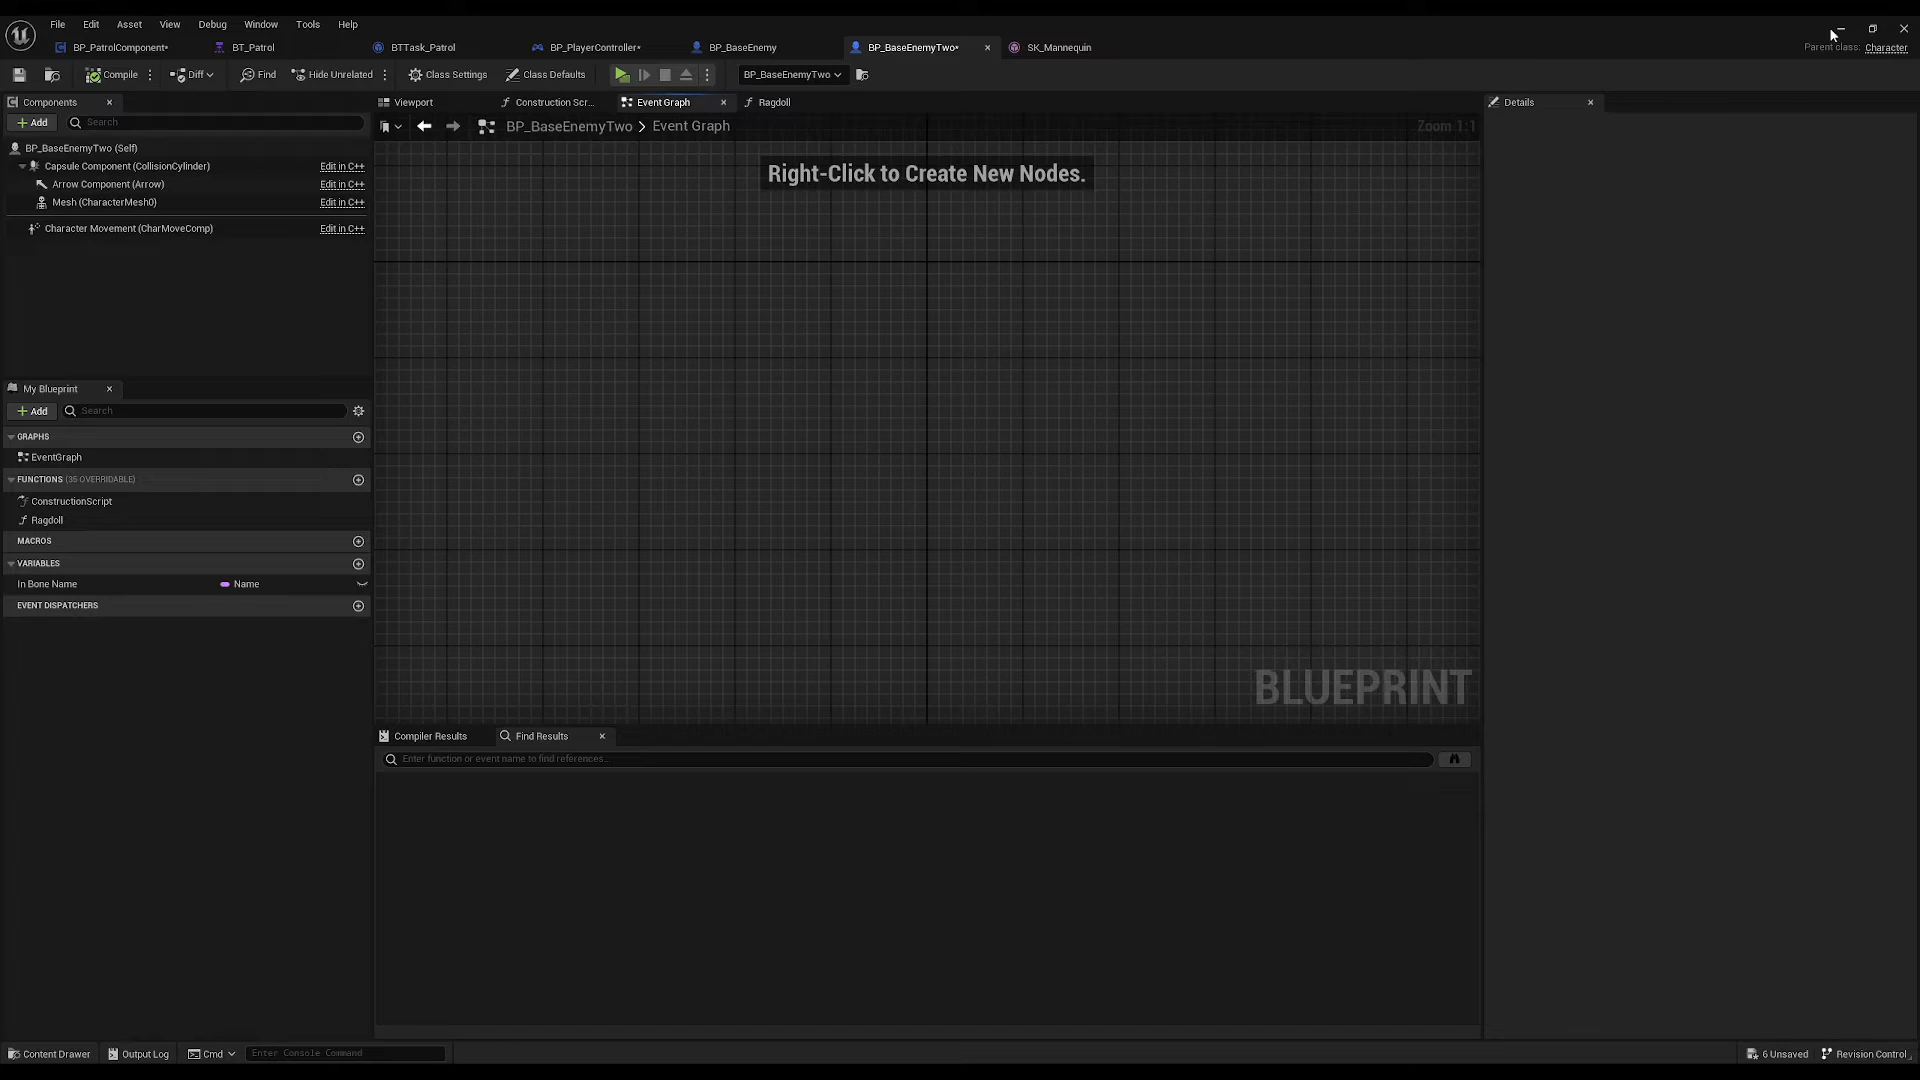 File Edit Asset View Debug Window Tools Help
BP_PatrolComponent* BT_Patrol BTTask_Patrol BP_PlayerController* BP_BaseEnemy BP_BaseEnemyTwo* SK_Mannequin
Parent class: Character
Compile Diff Find Hide Unrelated Class Settings Class Defaults BP_BaseEnemyTwo
Components
Viewport Construction Scr... Event Graph Ragdoll
Details
Add Search
BP_BaseEnemyTwo > Event Graph
Zoom 1:1
BP_BaseEnemyTwo (Self)
Capsule Component (CollisionCylinder) Edit in C++
Arrow Component (Arrow) Edit in C++
Mesh (CharacterMesh0) Edit in C++
Character Movement (CharMoveComp) Edit in C++
Right-Click to Create New Nodes.
My Blueprint
Add Search
GRAPHS
EventGraph
FUNCTIONS (35 OVERRIDABLE)
ConstructionScript
Ragdoll
MACROS
VARIABLES
In Bone Name Name
EVENT DISPATCHERS
BLUEPRINT
Compiler Results Find Results
Enter function or event name to find references...
Content Drawer Output Log Cmd Enter Console Command
6 Unsaved Revision Control